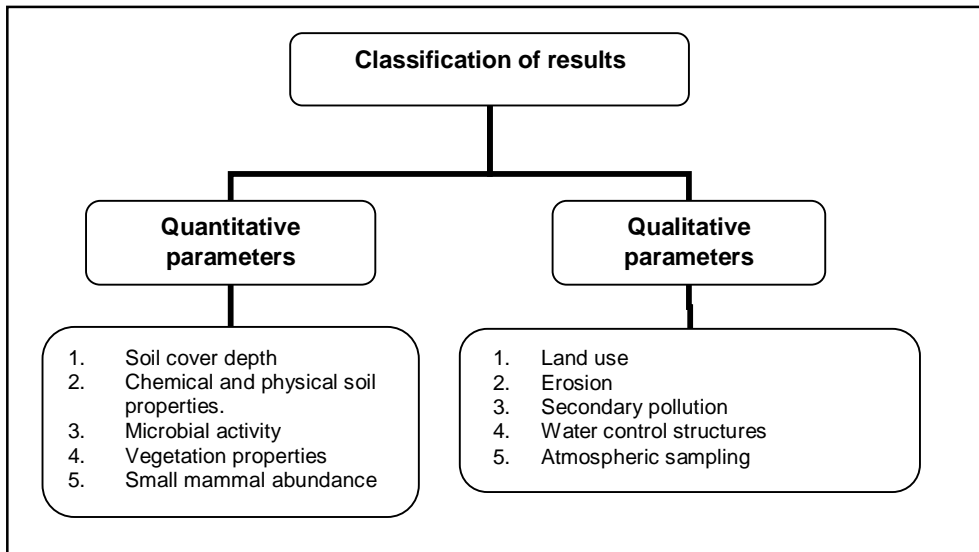 Classification of results
Quantitative
parameters
Qualitative
parameters
1. Soil cover depth
2. Chemical and physical soil
properties.
3. Microbial activity
4. Vegetation properties
5. Small mammal abundance
1. Land use
2. Erosion
3. Secondary pollution
4. Water control structures
5. Atmospheric sampling